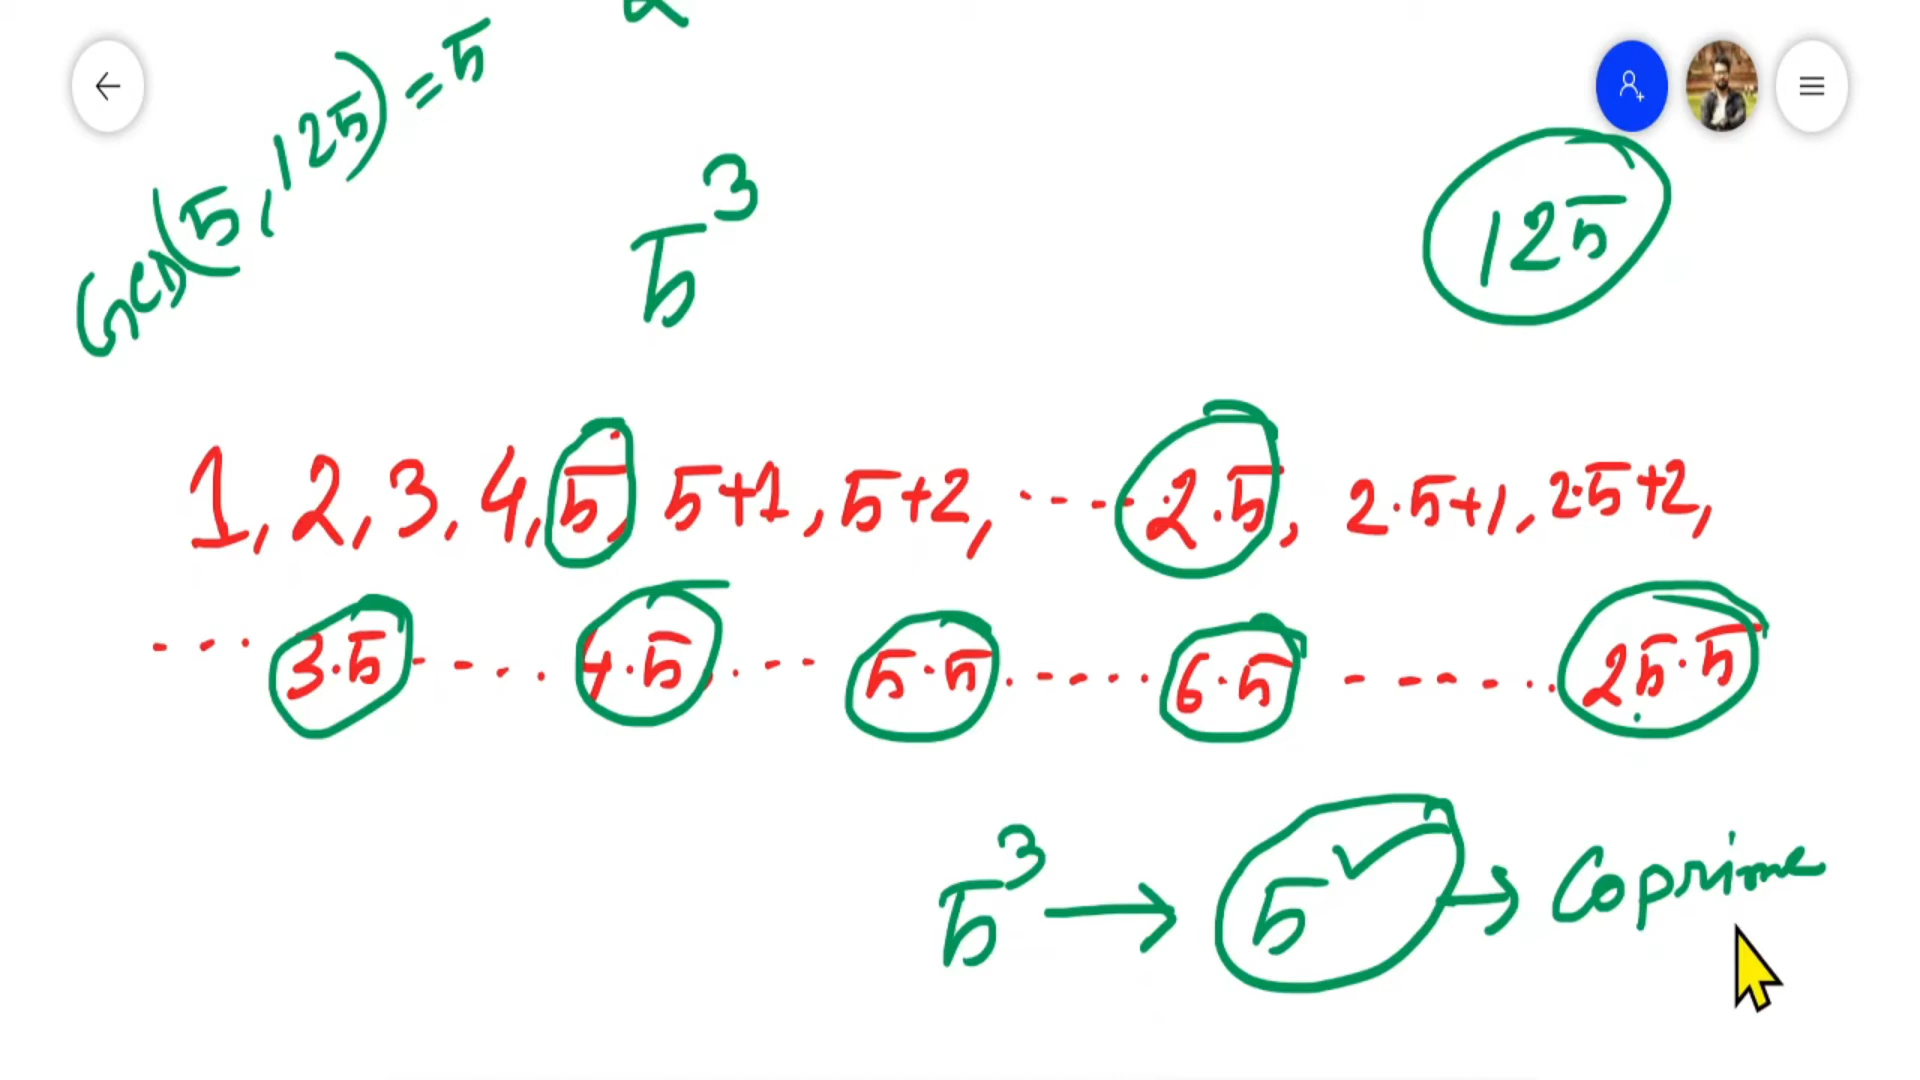 GCD(5,125)=5
5³
125
1, 2, 3, 4, 5, 5+1, 5+2, ---- 2.5, 2.5+1, 2.5+2,
--- 3.5 ---- 4.5 --- 5.5 ----- 6.5 ------ 25.5
5³ → 5² → Coprime